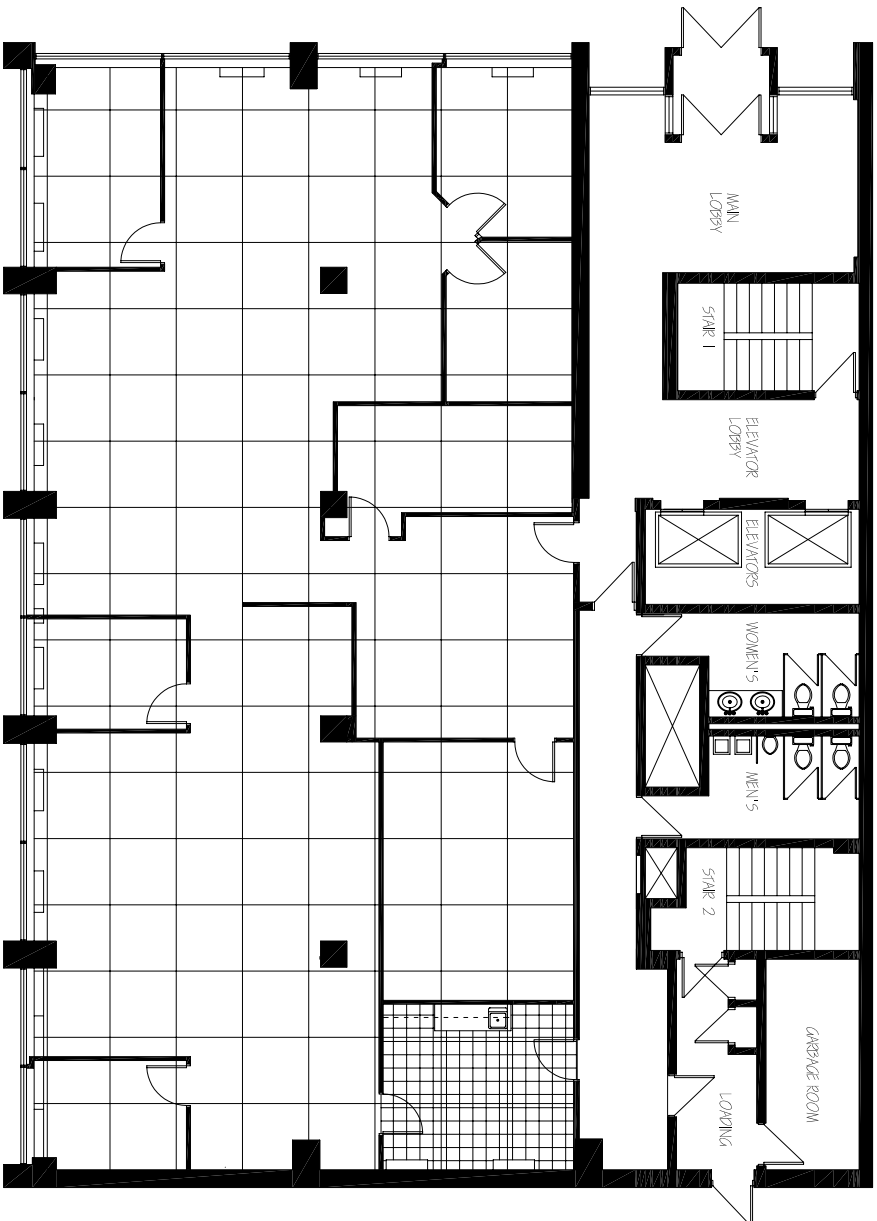 MAIN
LOBBY
STAIR 1
ELEVATOR
LOBBY
ELEVATORS
WOMEN'S
MEN'S
STAIR 2
GARBAGE ROOM
LOADING